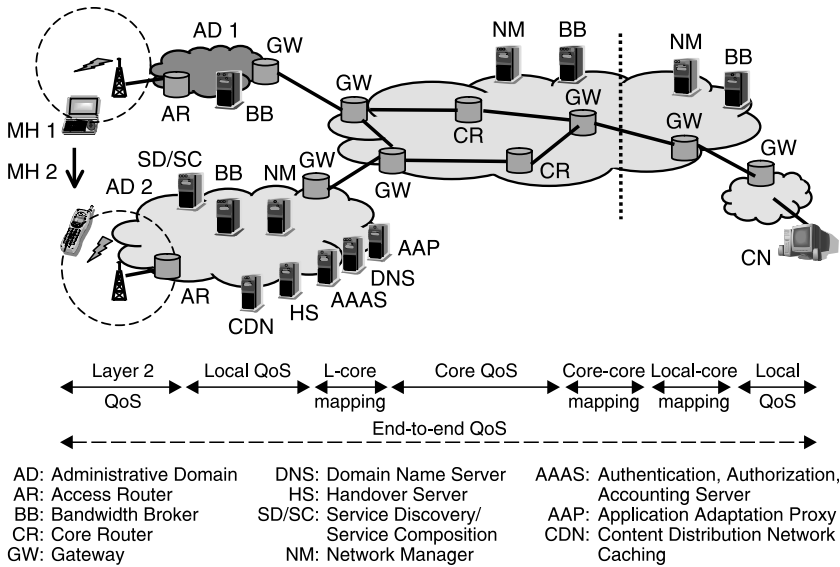 AD 1
GW
NM
BB
NM
BB
GW
GW
AR
BB
CR
MH 1
GW
GW
MH 2
SD/SC
GW
AD 2
BB
NM
GW
CR
CN
AAP
DNS
AR
AAAS
HS
CDN
Layer 2
QoS
Local QoS
L-core
mapping
Core QoS
Core-core
mapping
Local-core
mapping
Local
QoS
End-to-end QoS
AD: Administrative Domain
AR: Access Router
BB: Bandwidth Broker
CR: Core Router
GW: Gateway
DNS: Domain Name Server
HS: Handover Server
SD/SC: Service Discovery/
Service Composition
NM: Network Manager
AAAS: Authentication, Authorization,
Accounting Server
AAP: Application Adaptation Proxy
CDN: Content Distribution Network
Caching